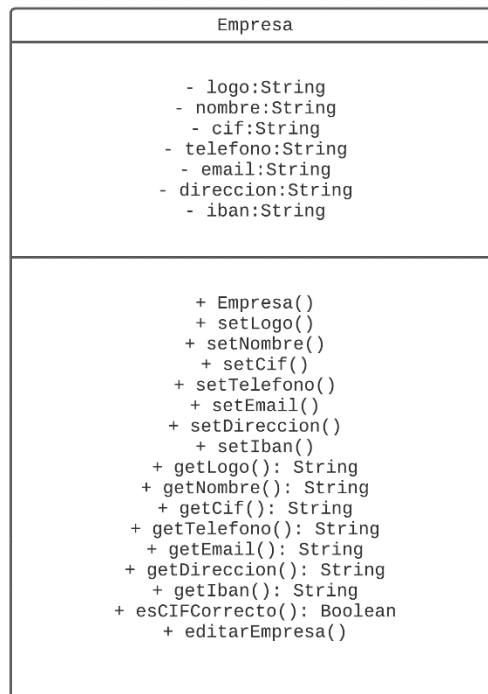 Empresa
- logo:String
- nombre:String
- cif:String
- telefono:String
- email:String
- direccion:String
- iban:String
+ Empresa()
+ setLogo()
+ setNombre()
+ setCif()
+ setTelefono()
+ setEmail()
+ setDireccion()
+ setIban()
+ getLogo(): String
+ getNombre(): String
+ getCif(): String
+ getTelefono(): String
+ getEmail(): String
+ getDireccion(): String
+ getIban(): String
+ esCIFCorrecto(): Boolean
+ editarEmpresa()